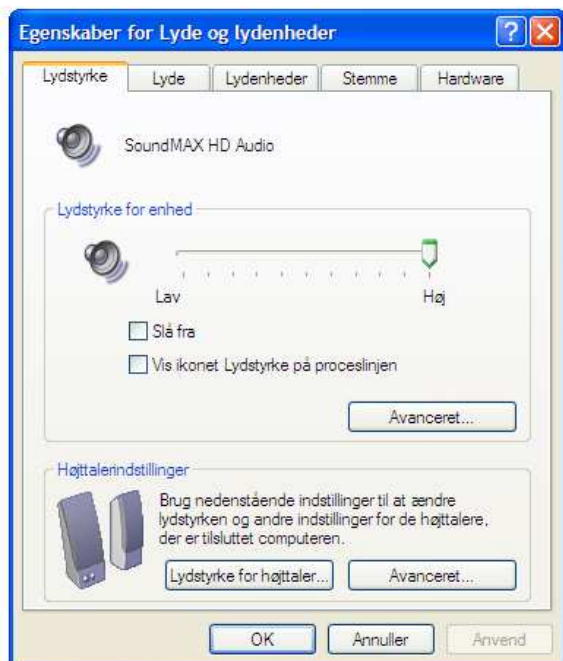 Egenskaber for Lyde og lydenheder
Lydstyrke Lyde Lydenheder Stemme Hardware
SoundMAX HD Audio
Lydstyrke for enhed
Lav Høj
Slå fra
Vis ikonet Lydstyrke på proceslinjen
Avanceret...
Højttalerindstillinger
Brug nedenstående indstillinger til at ændre
lydstyrken og andre indstillinger for de højttalere,
der er tilsluttet computeren.
Lydstyrke for højttaler... Avanceret...
OK Annuller Anvend